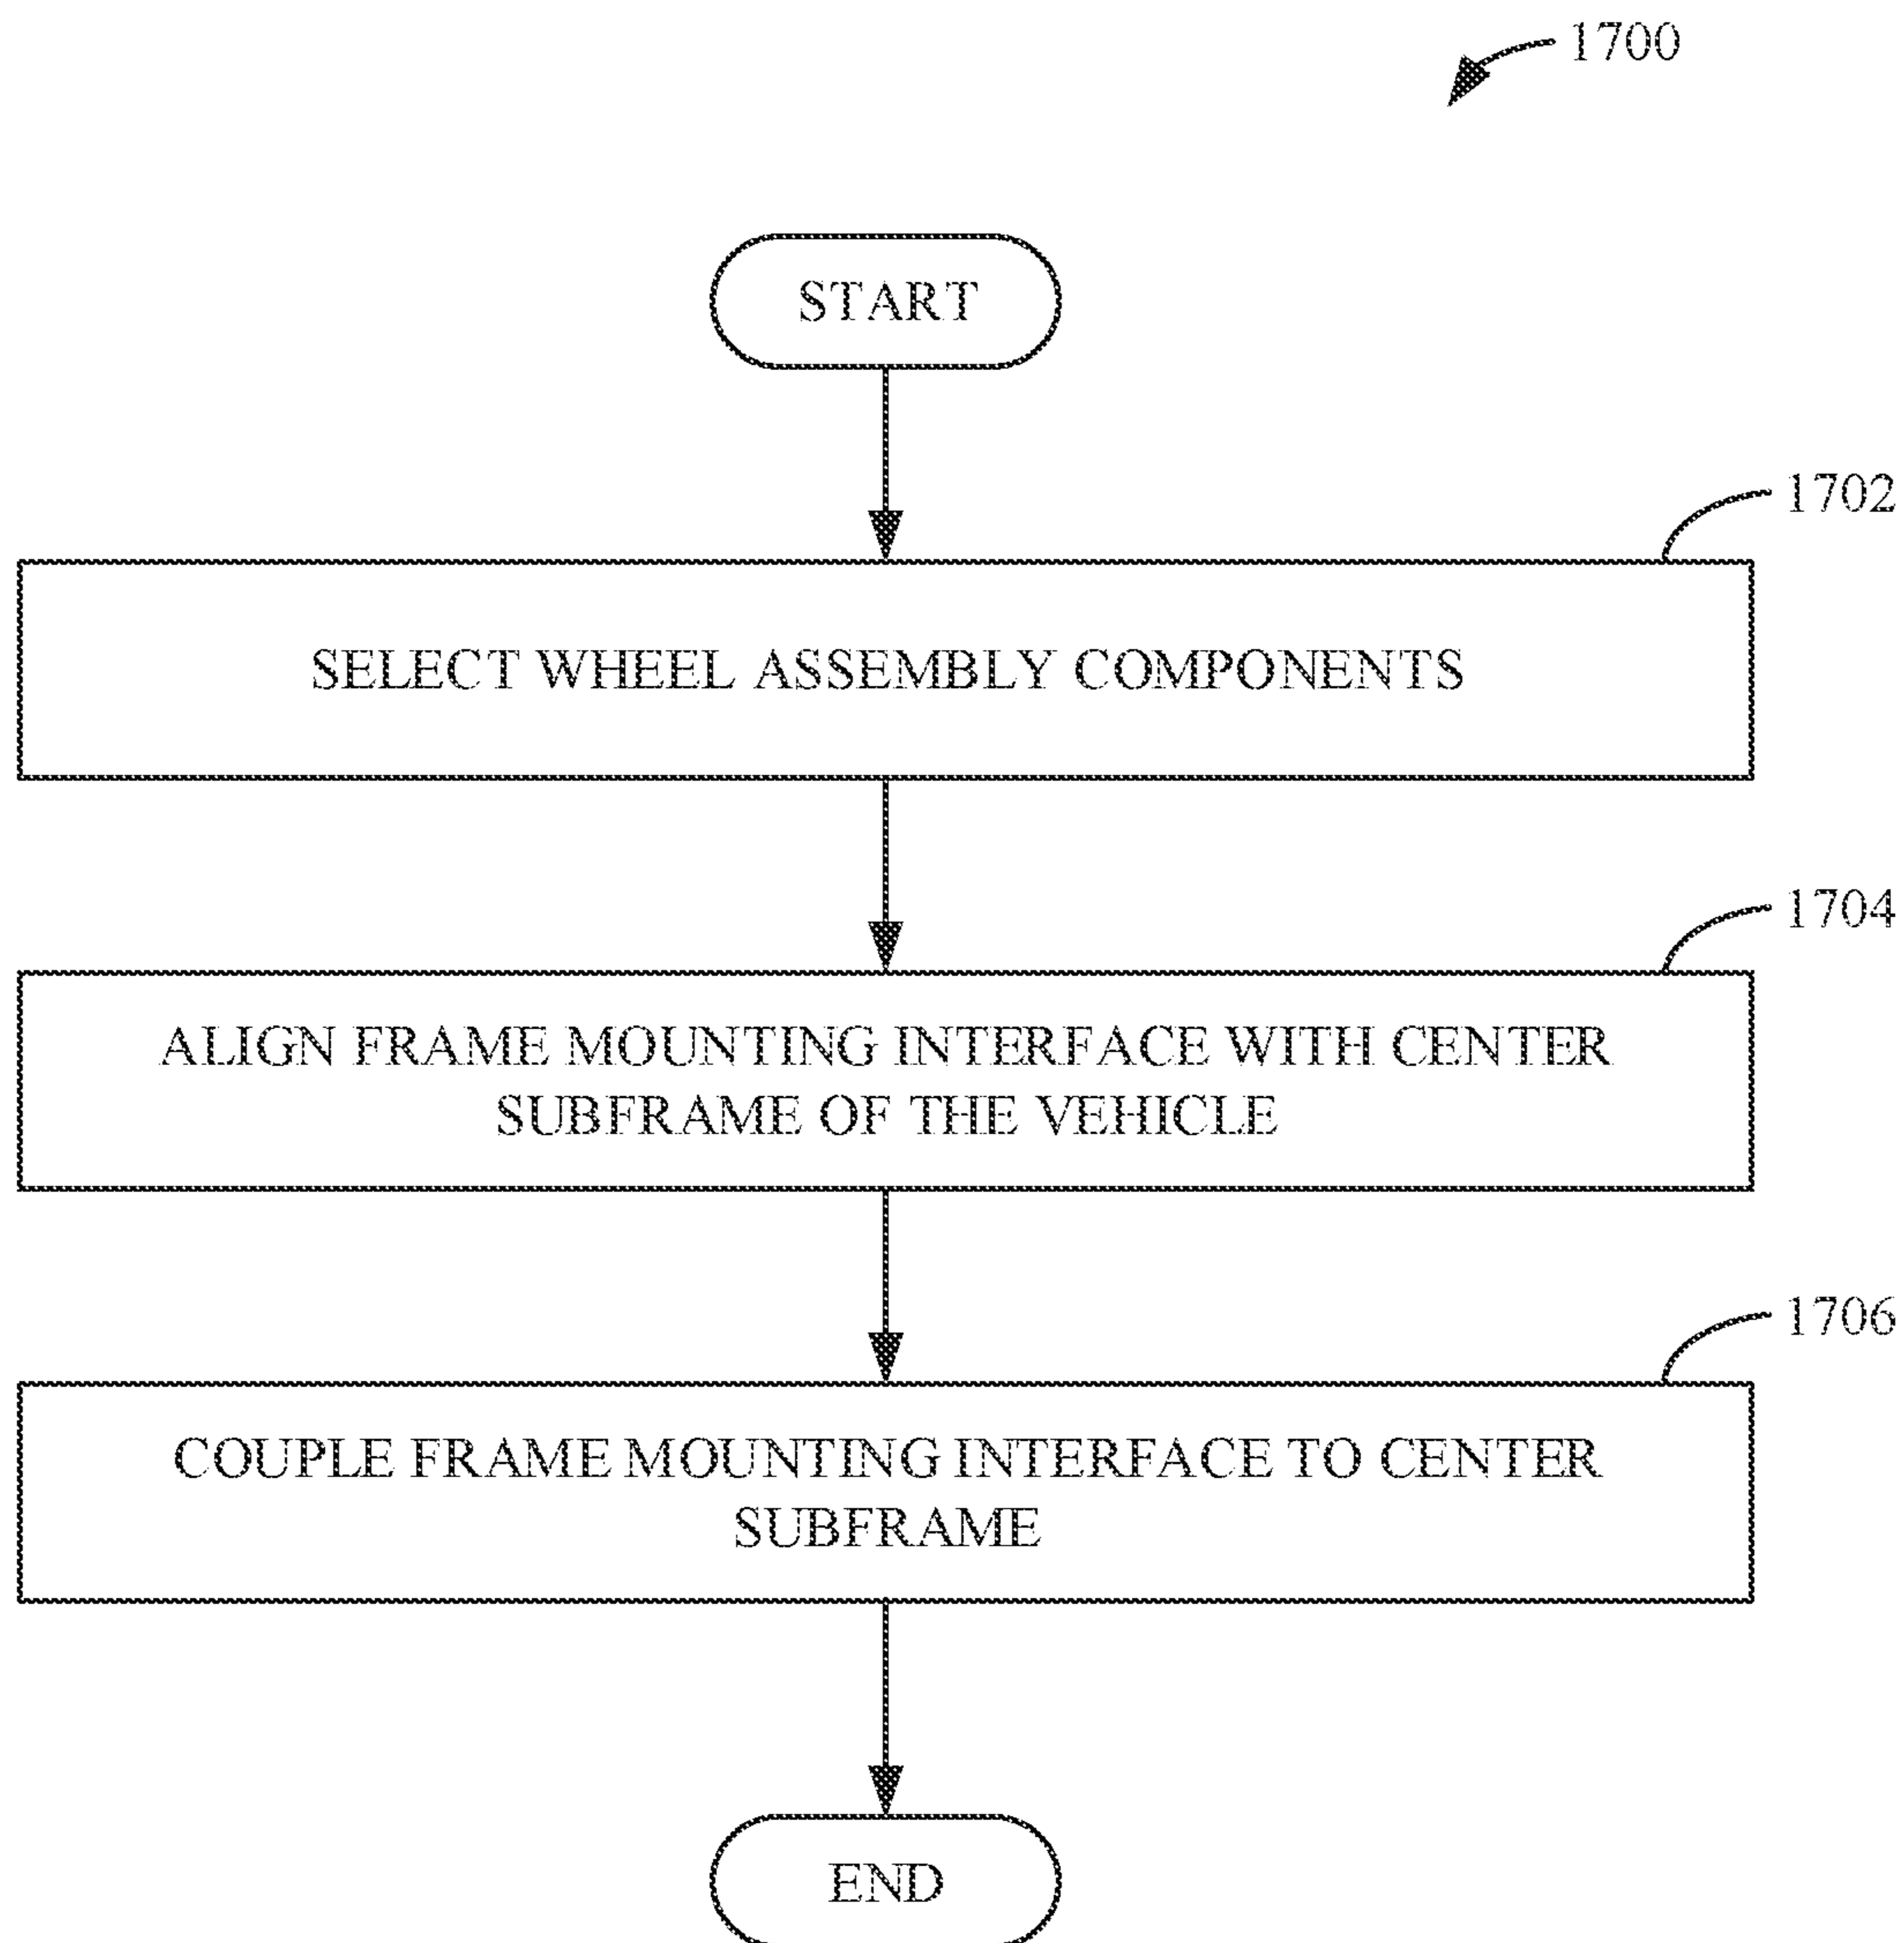 1700
START
1702
SELECT WHEEL ASSEMBLY COMPONENTS
1704
ALIGN FRAME MOUNTING INTERFACE WITH CENTER
SUBFRAME OF THE VEHICLE
1706
COUPLE FRAME MOUNTING INTERFACE TO CENTER
SUBFRAME
END